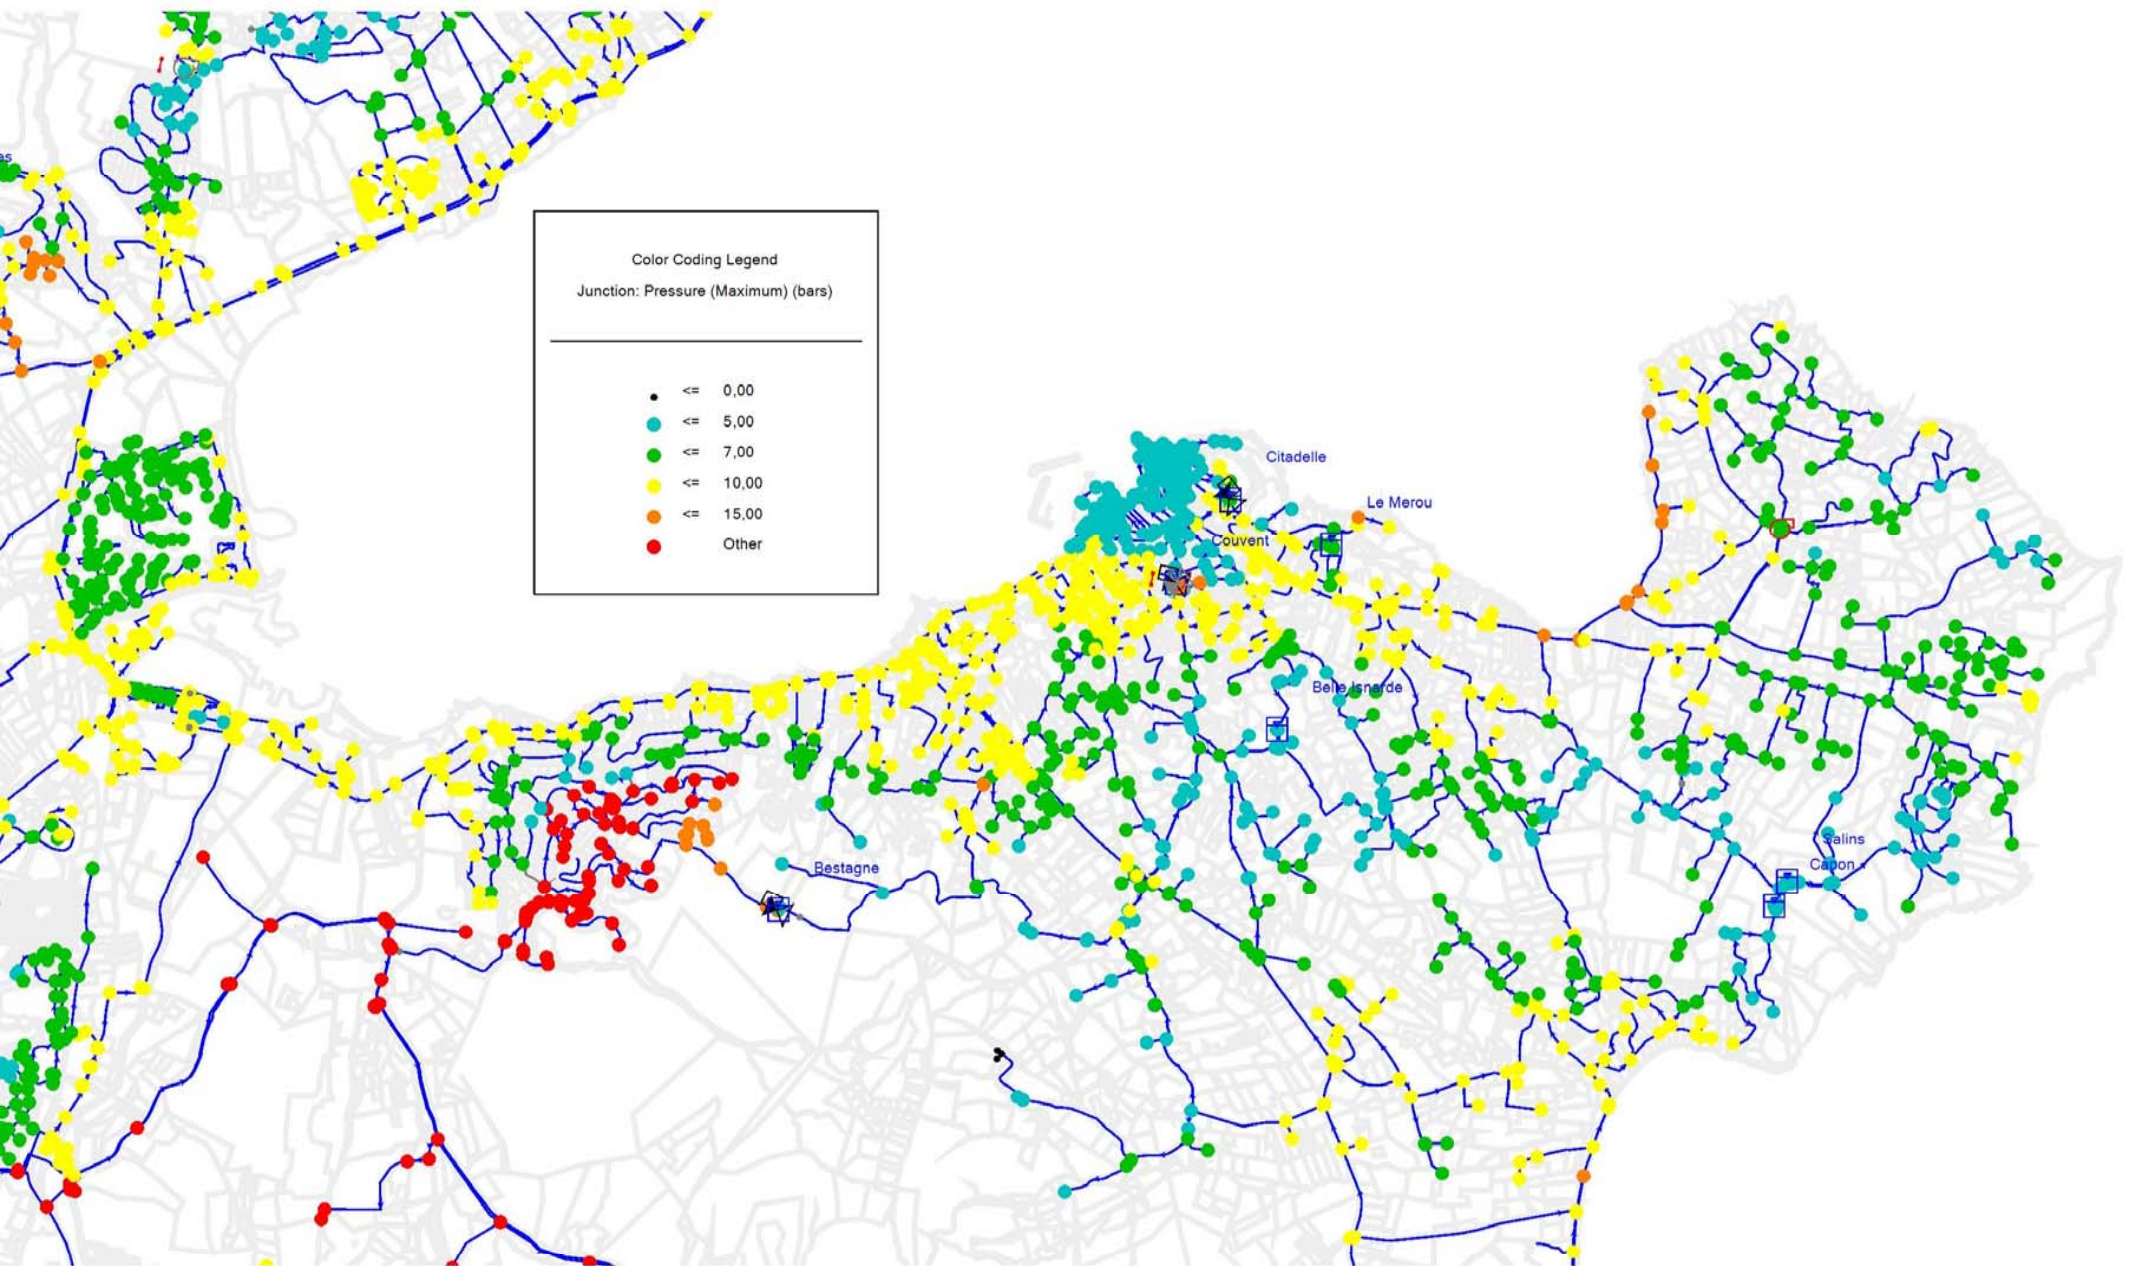 es
Color Coding Legend
Junction: Pressure (Maximum) (bars)
<= 0,00
<= 5,00
<= 7,00
<= 10,00
<= 15,00
Other
Citadelle
Le Merou
Couvent
Belle Isnarde
Bestagne
Salins
Capon